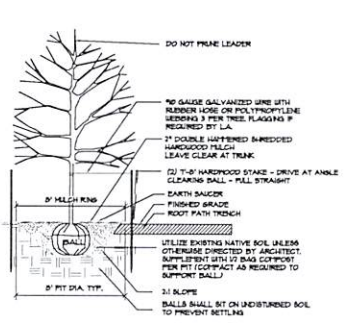 DO NOT PRUNE LEADER
#10 GAUGE GALVANIZED WIRE WITH
RUBBER HOSE OR POLYPROPYLENE
WEBBING 3 PER TREE, FLAGGING IF
REQUIRED BY L.A.
2" DOUBLE HAMMERED SHREDDED
HARDWOOD MULCH
LEAVE CLEAR AT TRUNK
(2) 7'-8' HARDWOOD STAKE - DRIVE AT ANGLE
CLEARING BALL - PULL STRAIGHT
EARTH SAUCER
5' MULCH RING
FINISHED GRADE
ROOT PATH TRENCH
BALL
UTILIZE EXISTING NATIVE SOIL UNLESS
OTHERWISE DIRECTED BY ARCHITECT.
SUPPLEMENT WITH 1/2 BAG COMPOST
PER PIT (COMPACT AS REQUIRED TO
SUPPORT BALL)
2:1 SLOPE
5' PIT DIA. TYP.
BALLS SHALL SIT ON UNDISTURBED SOIL
TO PREVENT SETTLING